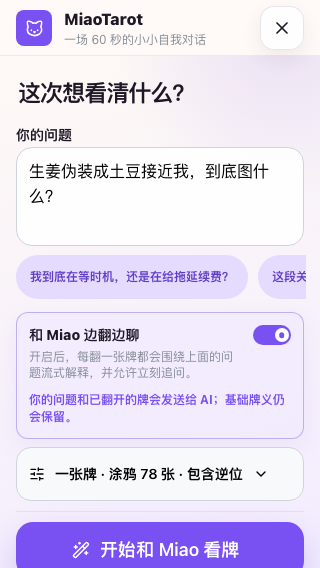 MiaoTarot
一场 60 秒的小小自我对话
这次想看清什么?
你的问题
生姜伪装成土豆接近我，到底图什
么?
我到底在等时机，还是在给拖延续费?
这段关
和 Miao 边翻边聊
开启后，每翻一张牌都会围绕上面的问
题流式解释，并允许立刻追问。
你的问题和已翻开的牌会发送给 AI；基础牌义仍
会保留。
一张牌 · 涂鸦 78 张 · 包含逆位
开始和 Miao 看牌